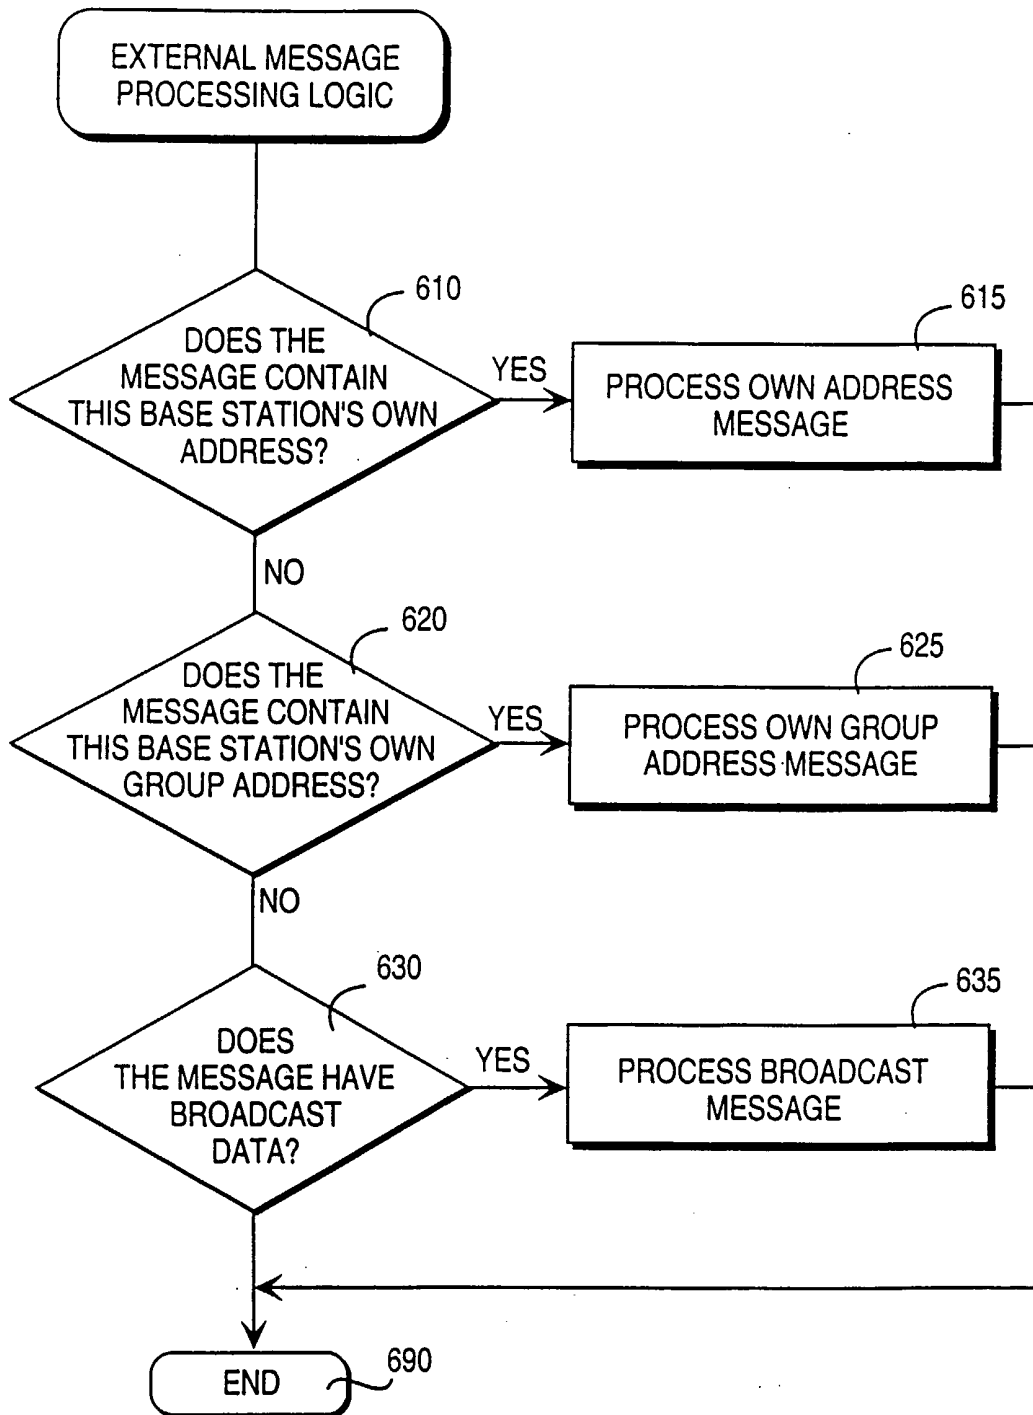 EXTERNAL MESSAGE
PROCESSING LOGIC
610
DOES THE
MESSAGE CONTAIN
THIS BASE STATION'S OWN
ADDRESS?
YES
615
PROCESS OWN ADDRESS
MESSAGE
NO
620
DOES THE
MESSAGE CONTAIN
THIS BASE STATION'S OWN
GROUP ADDRESS?
YES
625
PROCESS OWN GROUP
ADDRESS MESSAGE
NO
630
DOES
THE MESSAGE HAVE
BROADCAST
DATA?
YES
635
PROCESS BROADCAST
MESSAGE
END
690